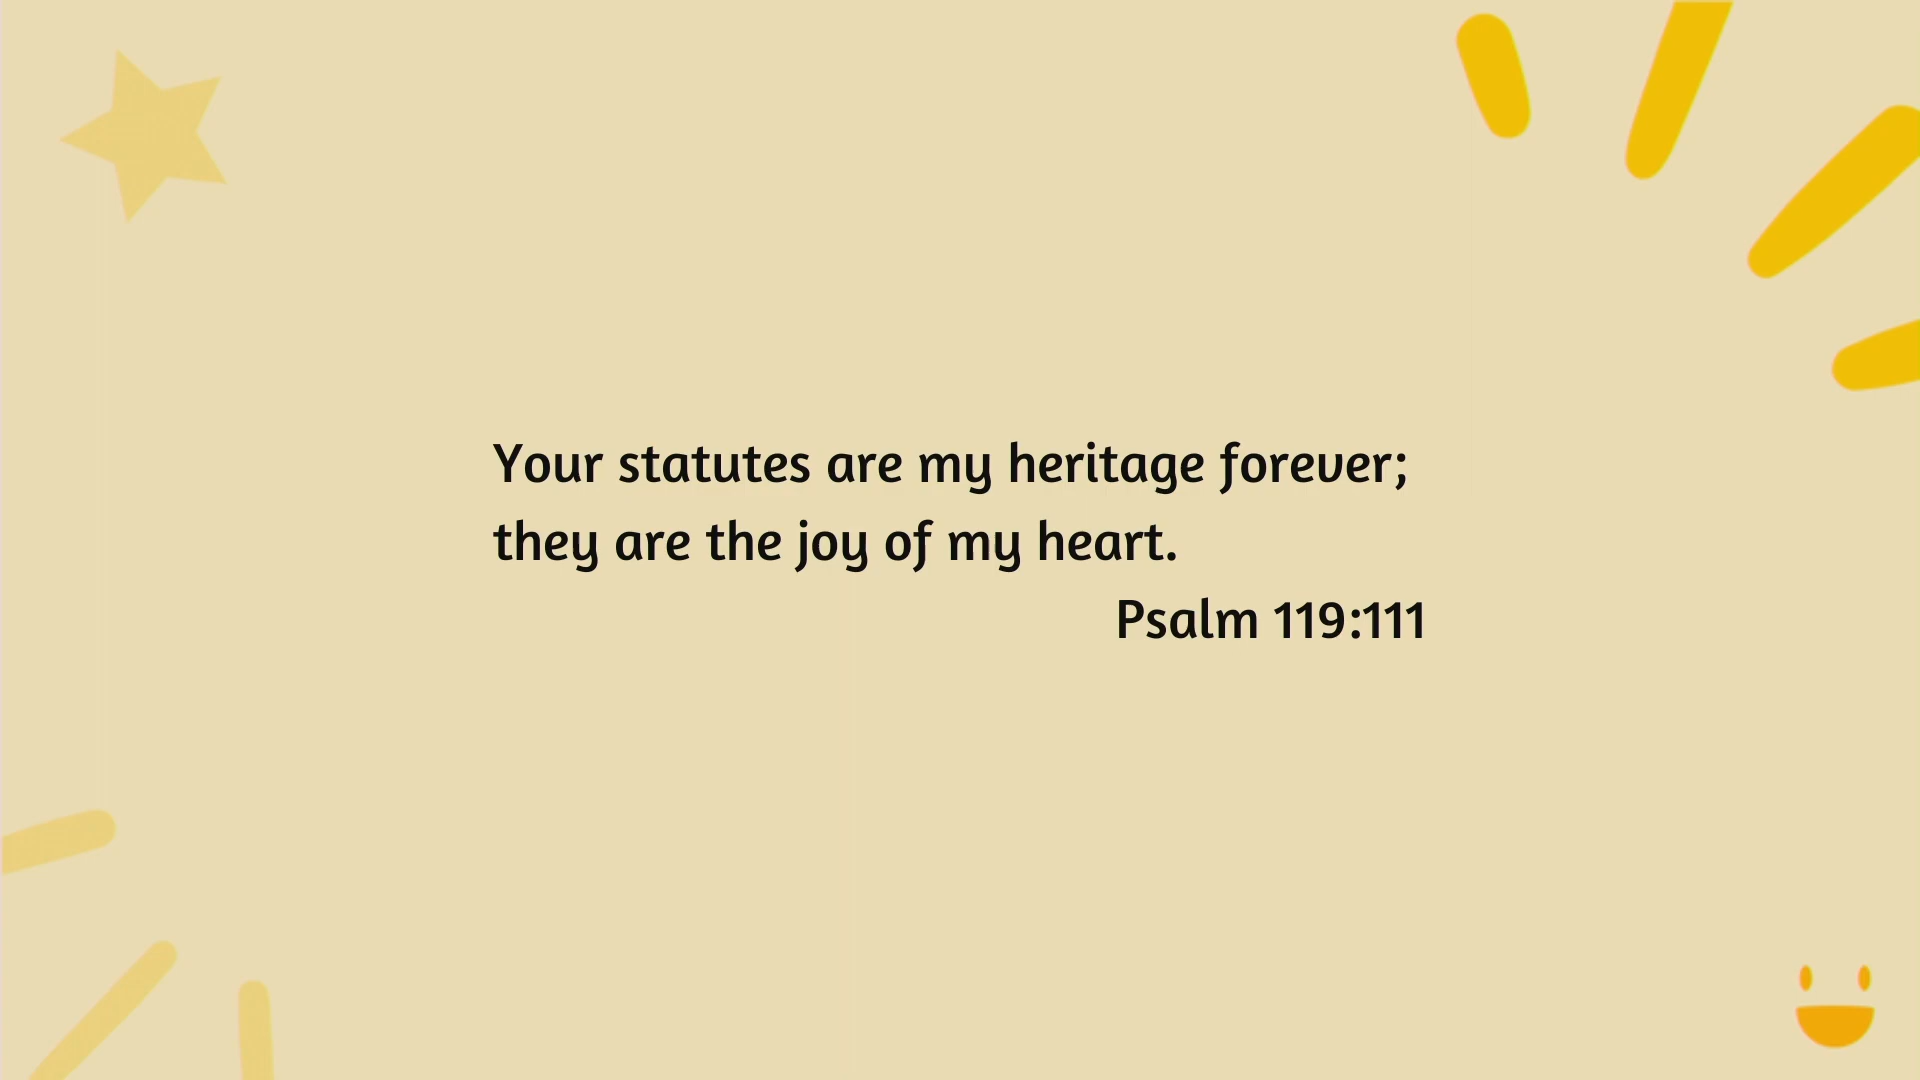 Your statutes are my heritage forever;
they are the joy of my heart.
Psalm 119:111